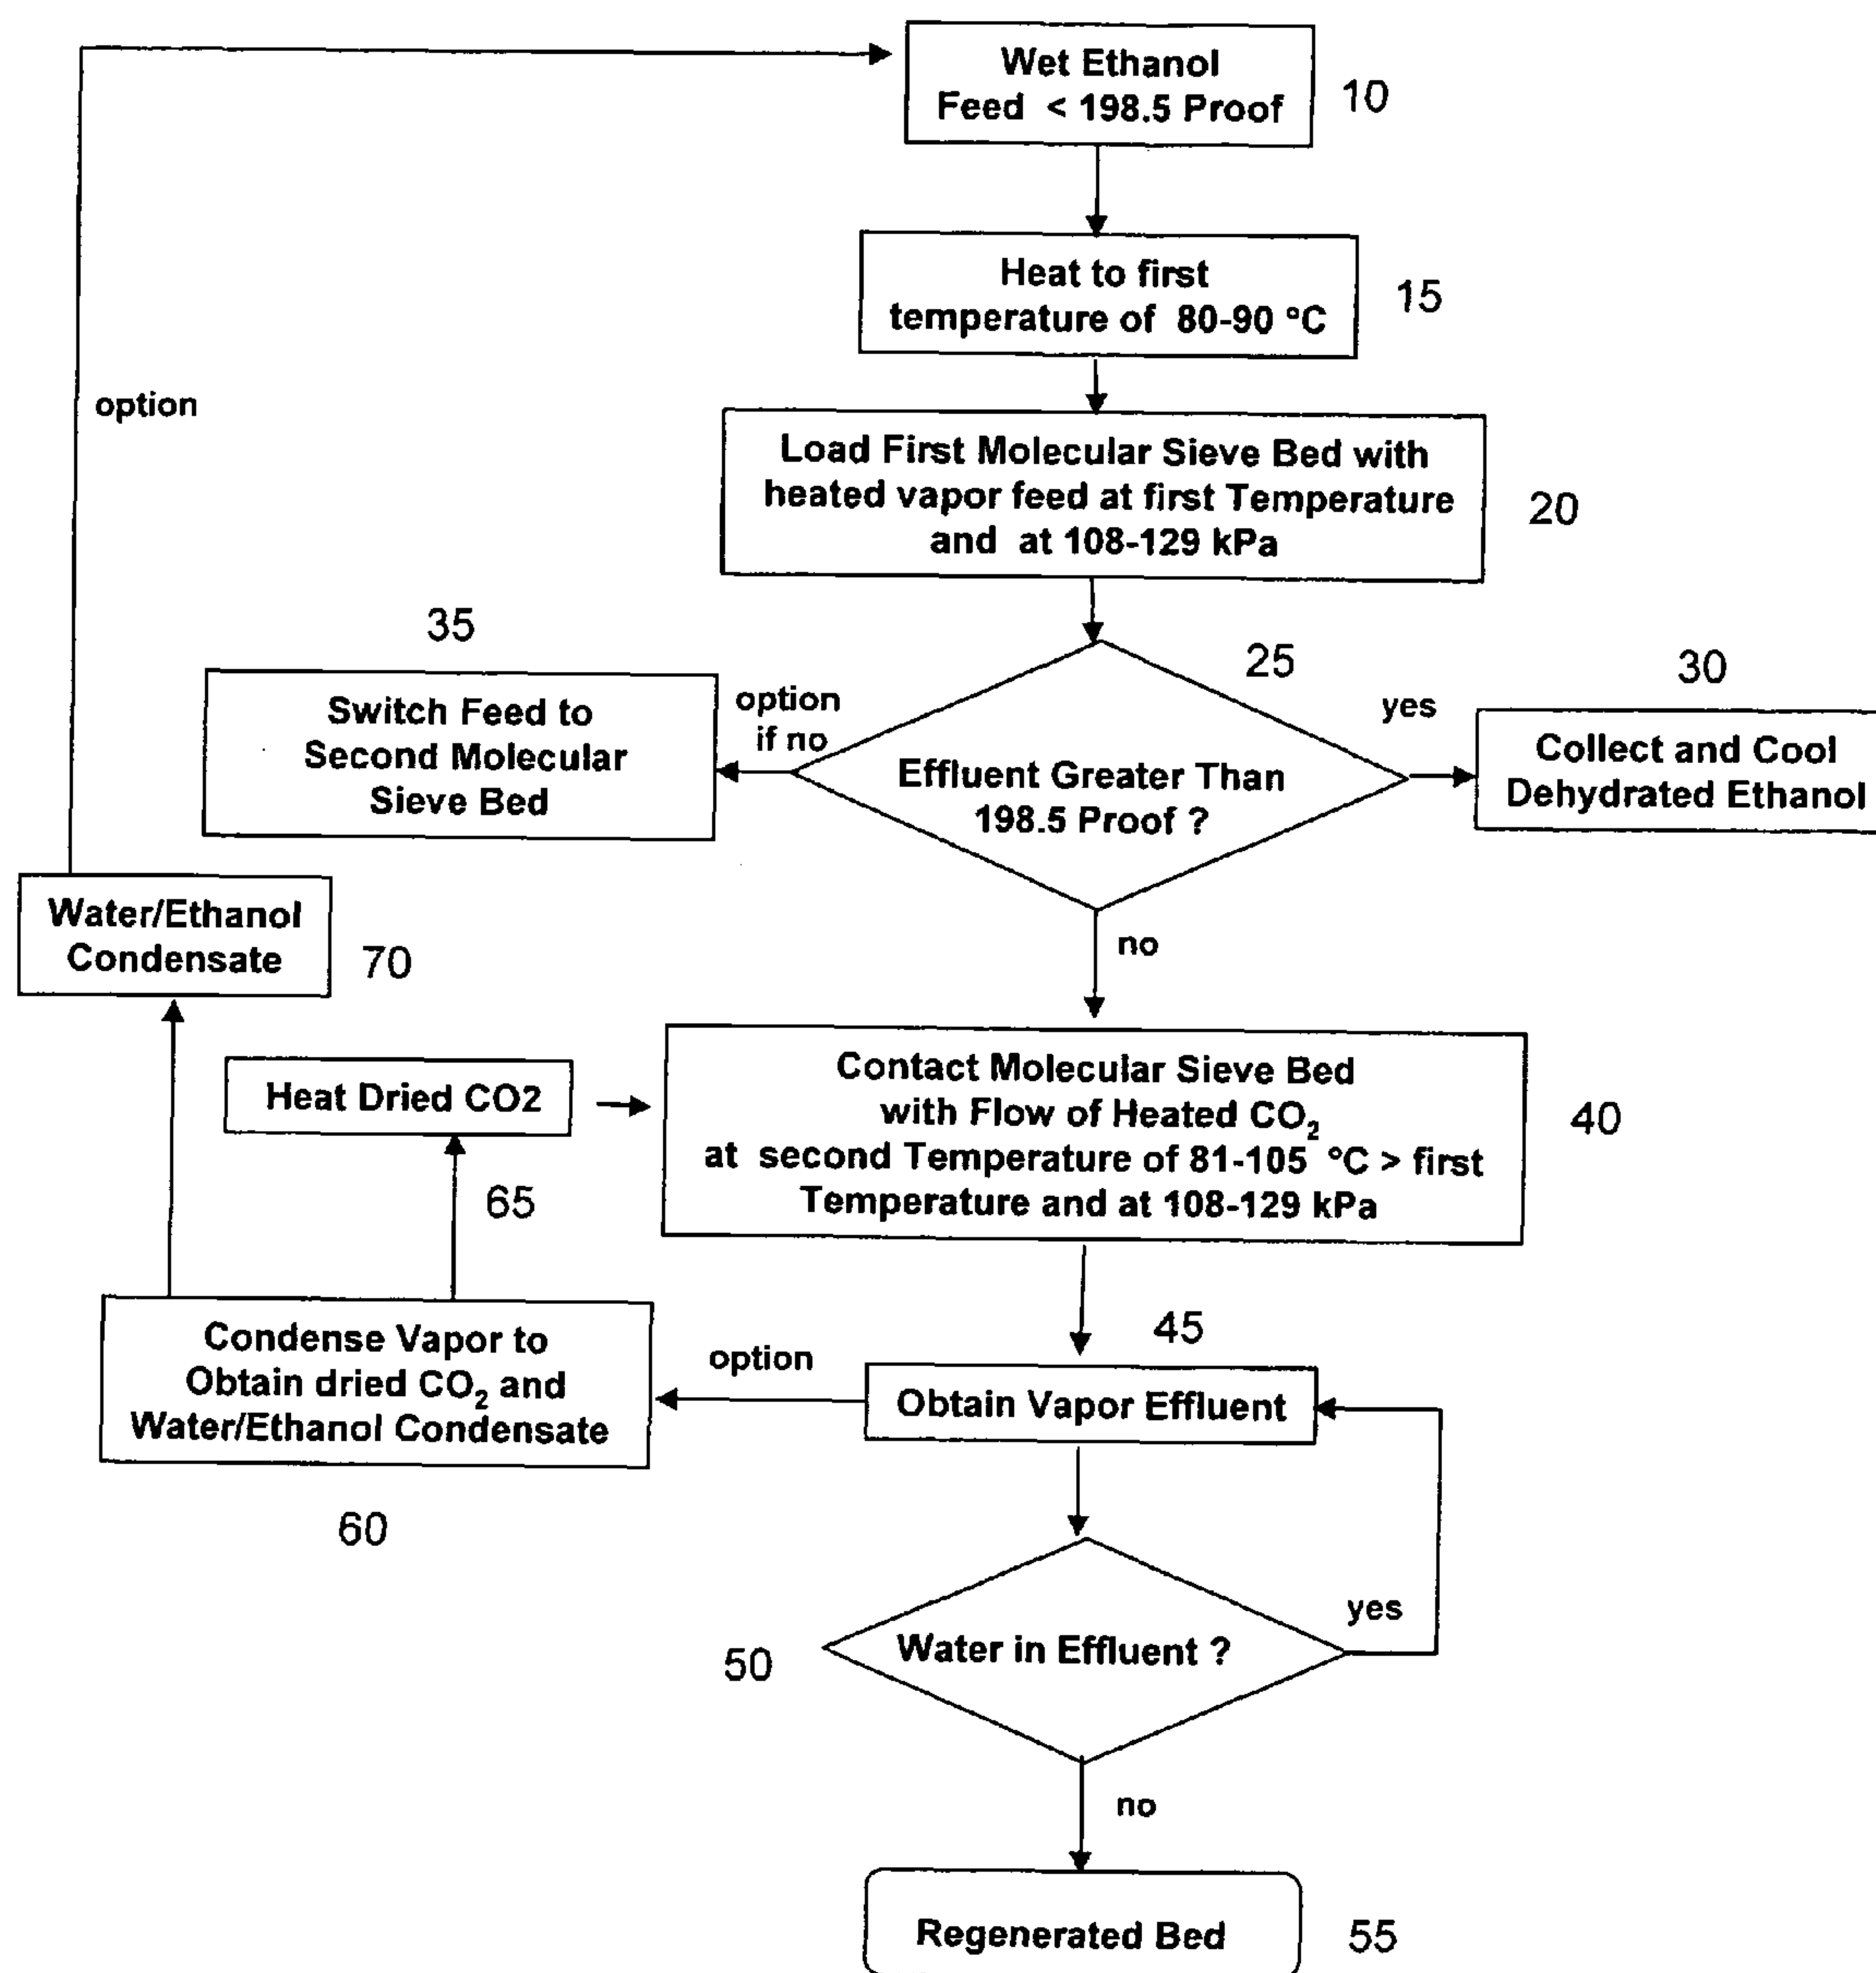 Wet Ethanol
Feed < 198.5 Proof
10
Heat to first
temperature of 80-90 °C
15
option
Load First Molecular Sieve Bed with
heated vapor feed at first Temperature
and at 108-129 kPa
20
35
25
30
Switch Feed to
Second Molecular
Sieve Bed
option
if no
Effluent Greater Than
198.5 Proof ?
yes
Collect and Cool
Dehydrated Ethanol
Water/Ethanol
Condensate
70
no
Heat Dried CO2
Contact Molecular Sieve Bed
with Flow of Heated CO₂
at second Temperature of 81-105 °C > first
Temperature and at 108-129 kPa
40
65
Condense Vapor to
Obtain dried CO₂ and
Water/Ethanol Condensate
60
option
45
Obtain Vapor Effluent
50
Water in Effluent ?
yes
no
Regenerated Bed
55